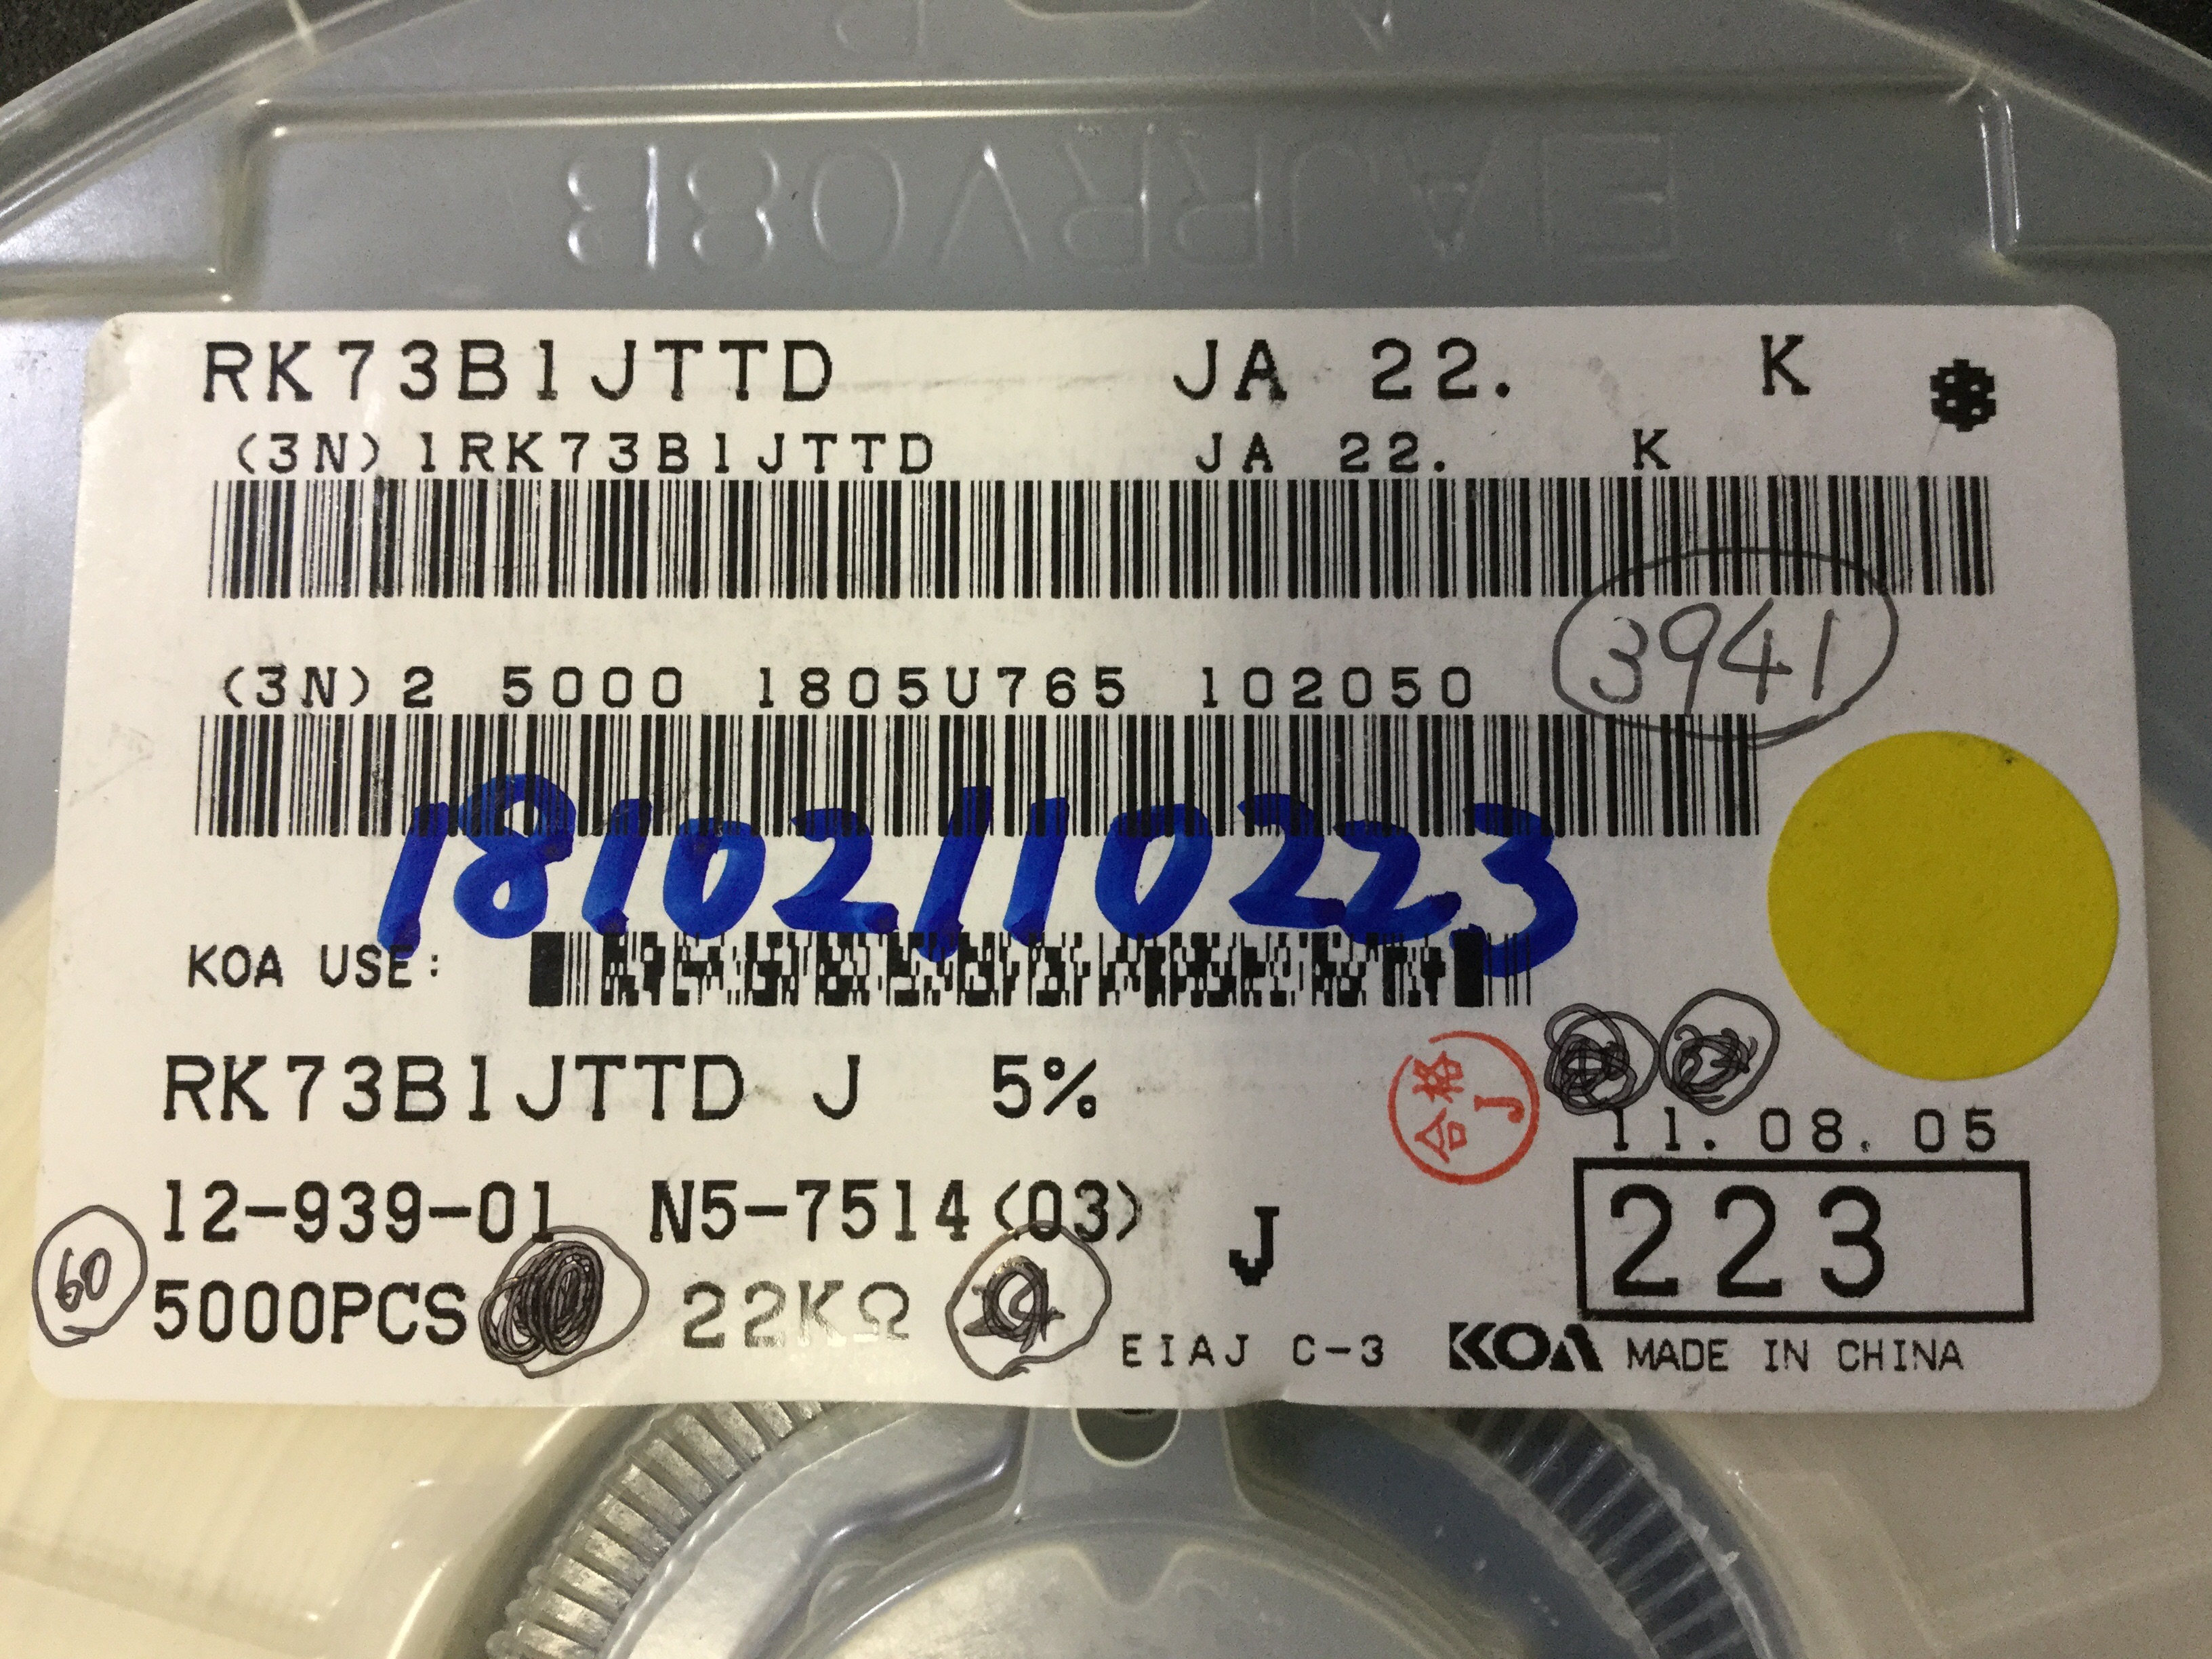 EIAJRRV08B
RK73B1JTTD JA 22. K *
(3N)1RK73B1JTTD JA 22. K
3941
(3N)2 5000 1805U765 102050
18102110223
KOA USE:
RK73B1JTTD J 5%
合格 J
11.08.05
12-939-01 N5-7514(03) J
223
60
5000PCS 22KΩ
EIAJ C-3 KOA MADE IN CHINA